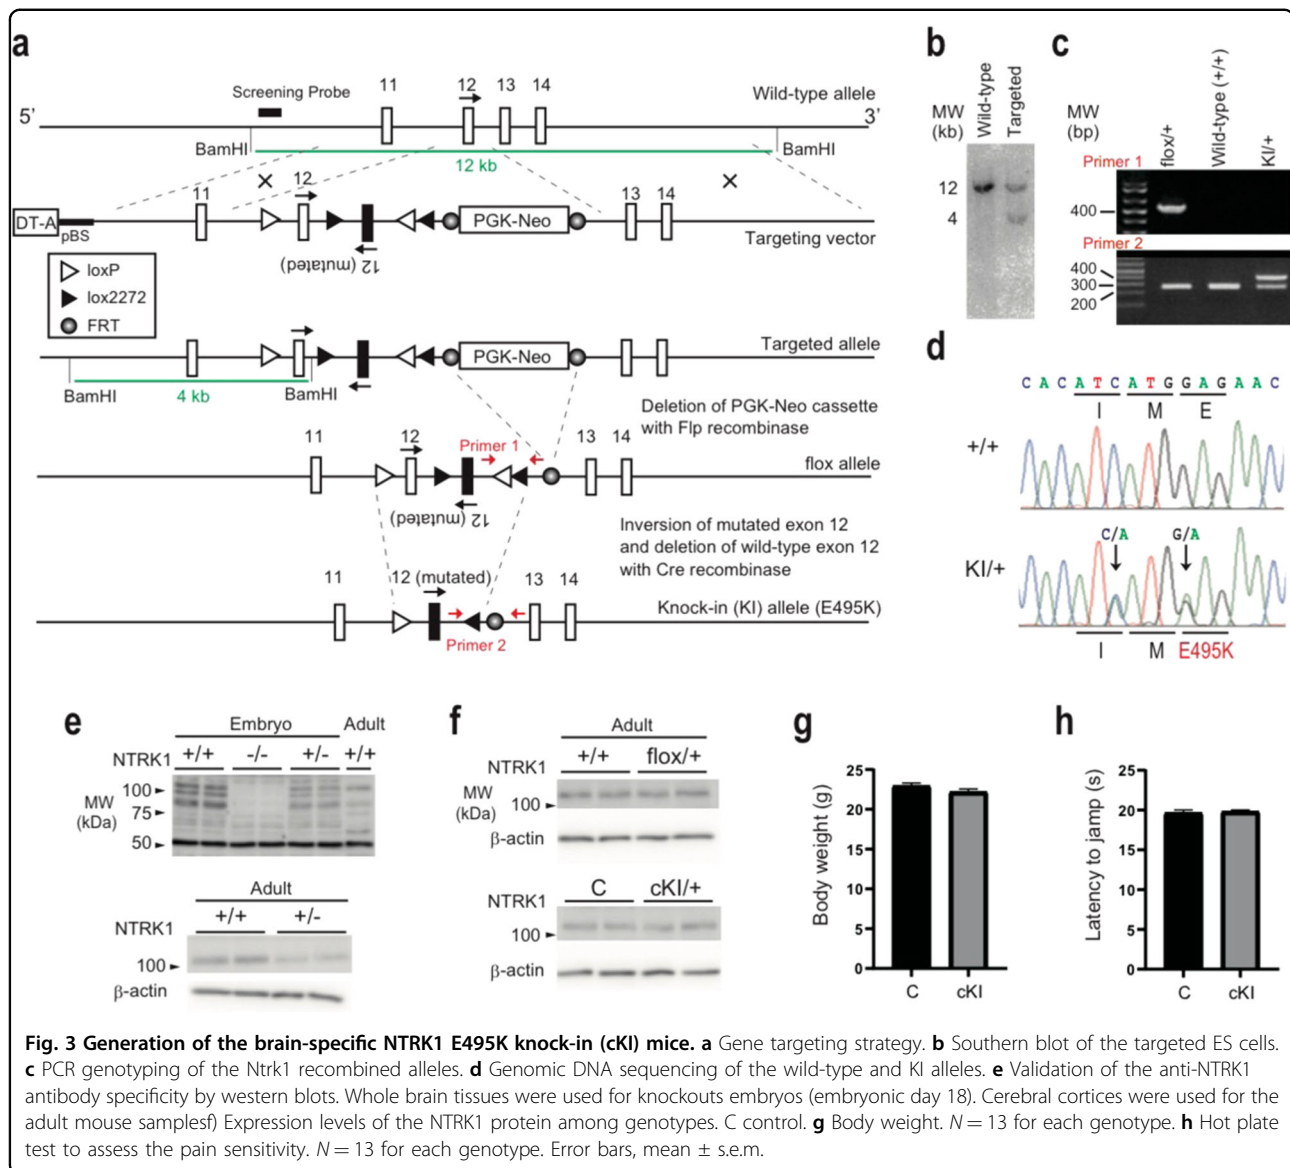 a
Screening Probe
11
12
13
14
Wild-type allele
5'
3'
BamHI
12 kb
BamHI
11
12
13
14
DT-A
pBS
PGK-Neo
Targeting vector
12 (mutated)
loxP
lox2272
FRT
PGK-Neo
Targeted allele
BamHI
4 kb
BamHI
Deletion of PGK-Neo cassette
with Flp recombinase
11
12
Primer 1
13
14
flox allele
12 (mutated)
Inversion of mutated exon 12
and deletion of wild-type exon 12
with Cre recombinase
11
12 (mutated)
13
14
Knock-in (KI) allele (E495K)
Primer 2
b
MW
(kb)
Wild-type
Targeted
12
4
c
MW
(bp)
flox/+
Wild-type (+/+)
KI/+
Primer 1
400
Primer 2
400
300
200
d
C A C A T C A T G G A G A A C
I M E
+/+
C/A G/A
KI/+
I M E495K
e
Embryo Adult
NTRK1 +/+ -/- +/- +/+
MW
(kDa)
100
75
50
Adult
NTRK1 +/+ +/-
100
β-actin
f
Adult
NTRK1 +/+ flox/+
MW
(kDa)
100
β-actin
NTRK1 C cKI/+
100
β-actin
g
Body weight (g)
25
20
15
10
5
0
C cKI
h
Latency to jamp (s)
25
20
15
10
5
0
C cKI
Fig. 3 Generation of the brain-specific NTRK1 E495K knock-in (cKI) mice. a Gene targeting strategy. b Southern blot of the targeted ES cells.
c PCR genotyping of the Ntrk1 recombined alleles. d Genomic DNA sequencing of the wild-type and KI alleles. e Validation of the anti-NTRK1
antibody specificity by western blots. Whole brain tissues were used for knockouts embryos (embryonic day 18). Cerebral cortices were used for the
adult mouse samplesf) Expression levels of the NTRK1 protein among genotypes. C control. g Body weight. N = 13 for each genotype. h Hot plate
test to assess the pain sensitivity. N = 13 for each genotype. Error bars, mean ± s.e.m.